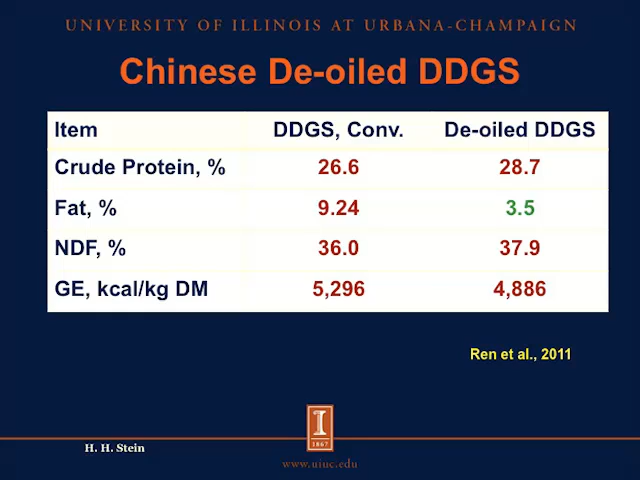 UNIVERSITY OF ILLINOIS AT URBANA-CHAMPAIGN
Chinese De-oiled DDGS
Item DDGS, Conv. De-oiled DDGS
Crude Protein, % 26.6 28.7
Fat, % 9.24 3.5
NDF, % 36.0 37.9
GE, kcal/kg DM 5,296 4,886
Ren et al., 2011
I
1867
H. H. Stein
www.uiuc.edu